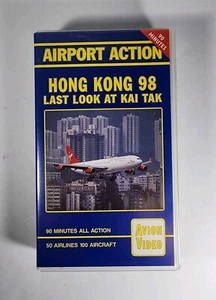 90
MINUTES
AIRPORT ACTION
HONG KONG 98
LAST LOOK AT KAI TAK
90 MINUTES ALL ACTION
50 AIRLINES 100 AIRCRAFT
AVION
VIDEO